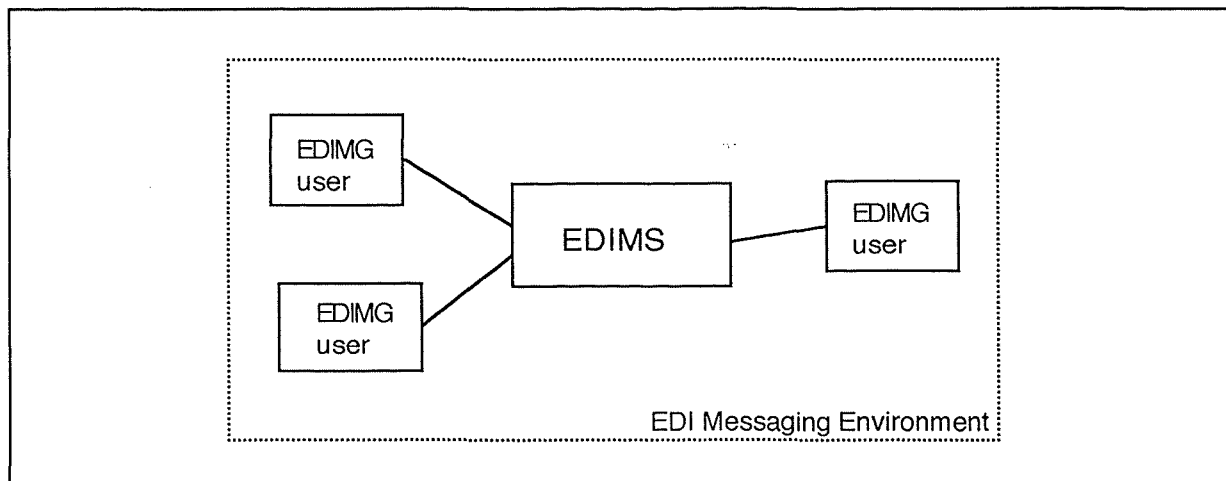 EDIMG
user
EDIMS
EDIMG
user
EDIMG
user
EDI Messaging Environment